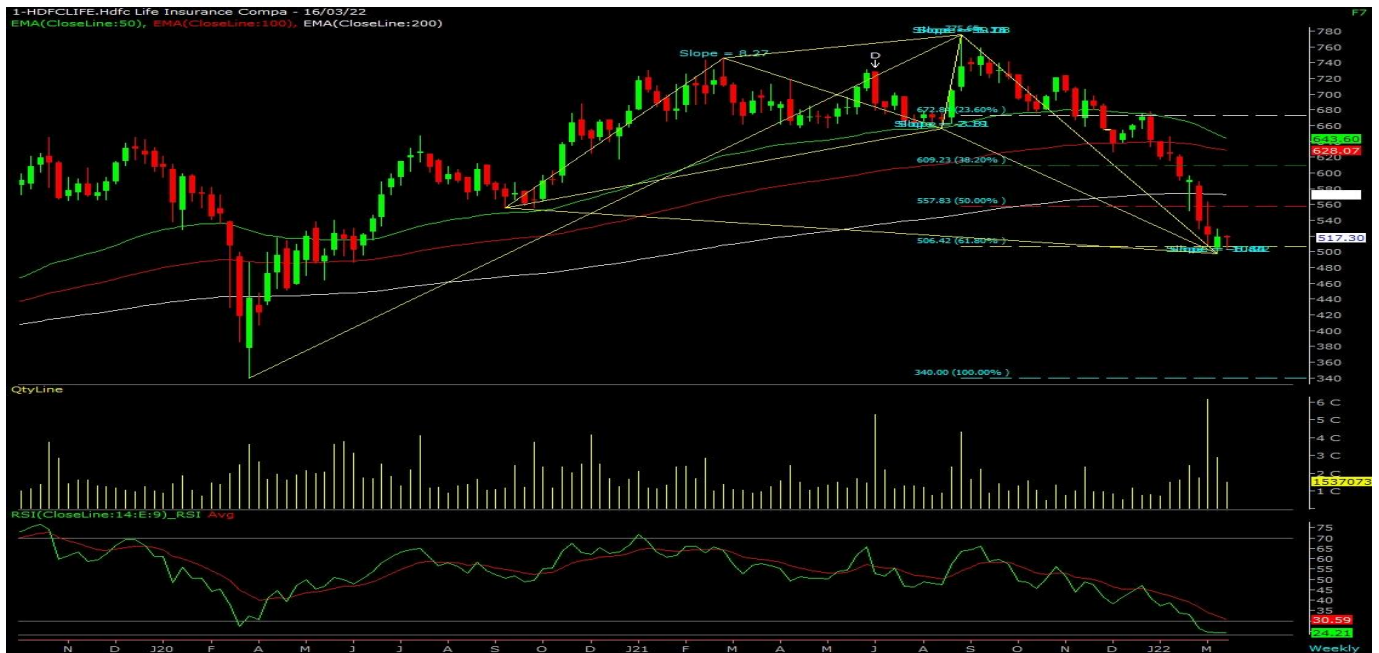 1-HDFCLIFE.Hdfc Life Insurance Compa - 16/03/22
F7
EMA(CloseLine:50), EMA(CloseLine:100), EMA(CloseLine:200)
780
760
Slope = 8.27
D
740
720
700
672.86 (23.60% )
680
660
643.60
628.07
620
609.23 (38.20% )
600
580
557.83 (50.00% )
560
540
506.42 (61.80% )
517.30
500
480
460
440
420
400
380
340.00 (100.00% )
360
340
QtyLine
6 C
5 C
4 C
3 C
2 C
1537073
1 C
RSI(CloseLine:14:E:9)_RSI Avg
75
70
65
60
55
50
45
40
35
30.59
24.21
N D J20 F A M J J A S O D J21 F M A M J J A S O N D J22 M Weekly